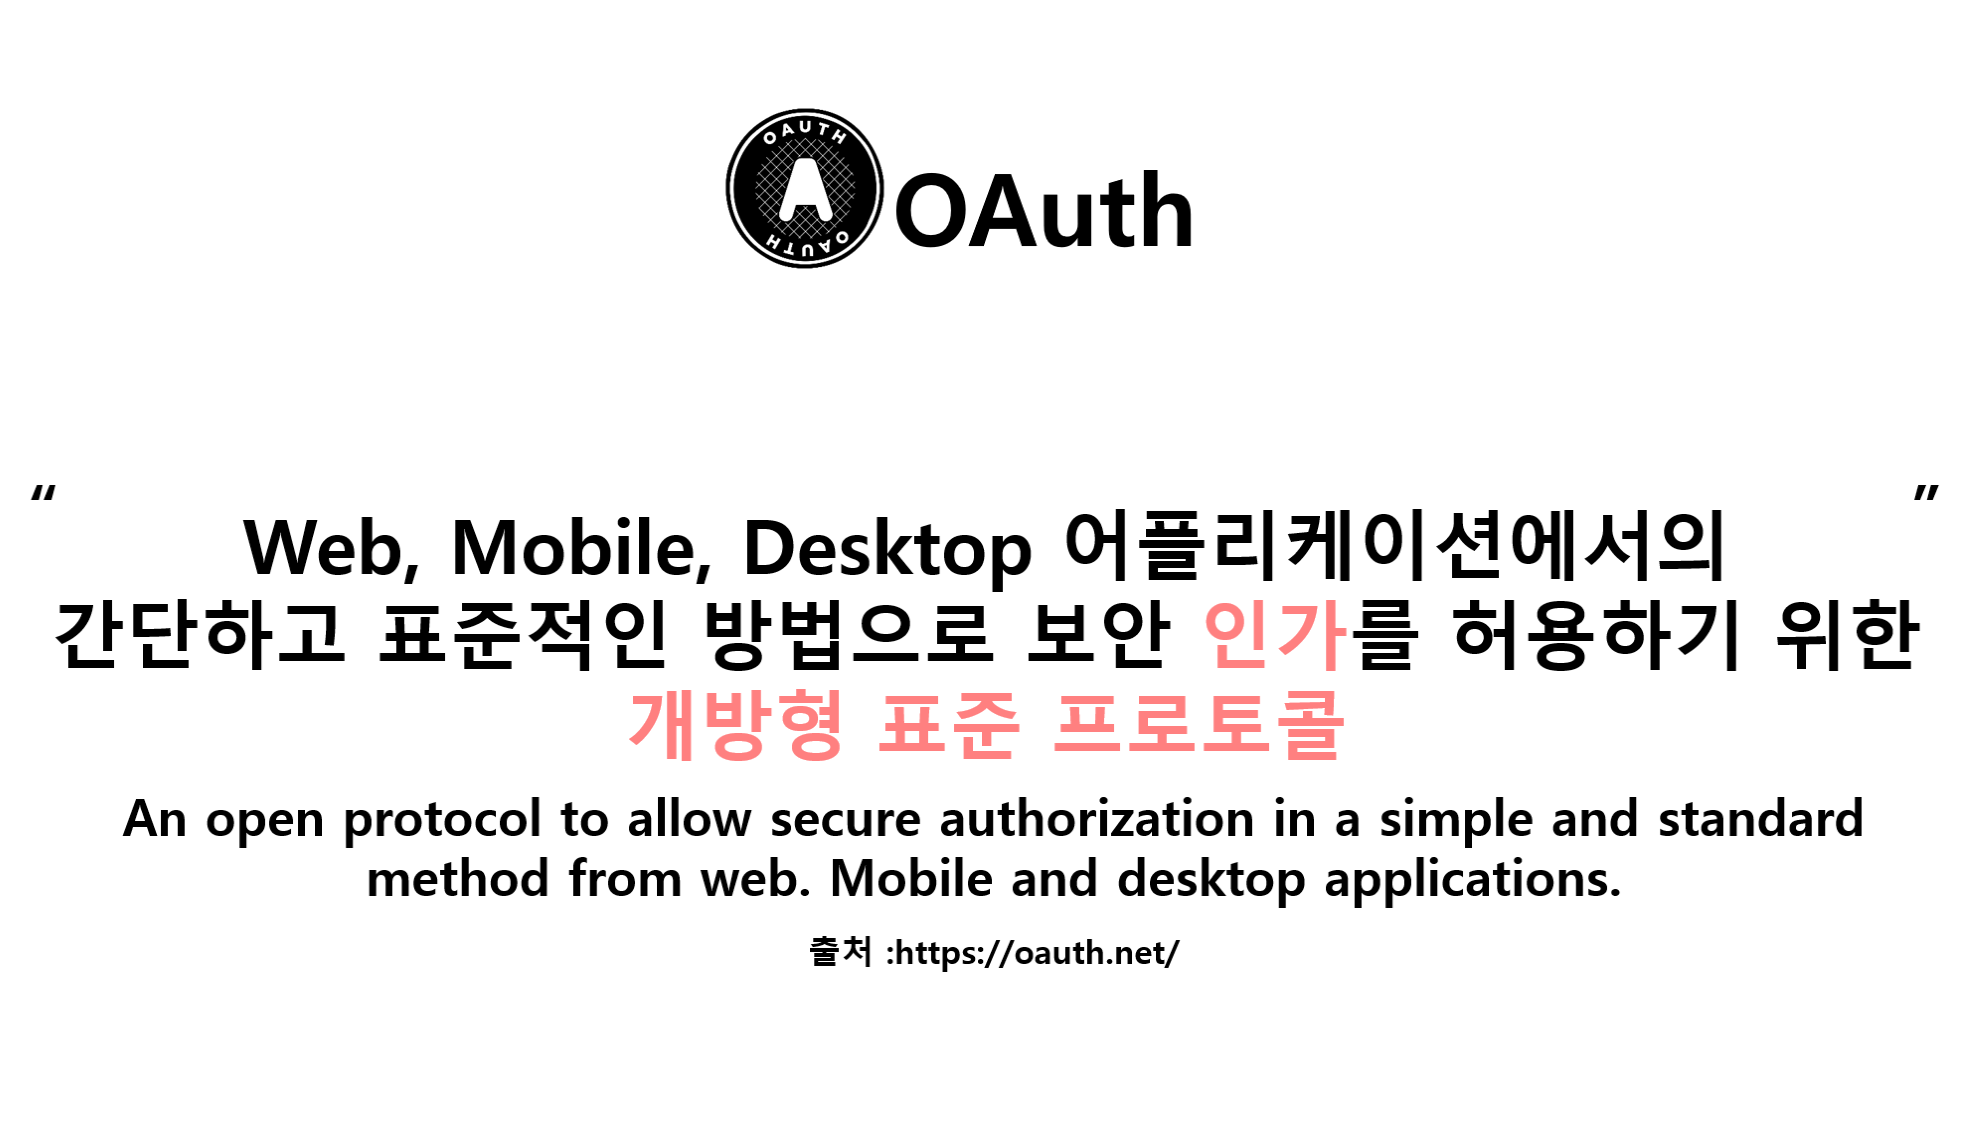 OAUTH
A
OAUTH
OAuth
“ ”
Web, Mobile, Desktop 어플리케이션에서의
간단하고 표준적인 방법으로 보안 인가를 허용하기 위한
개방형 표준 프로토콜
An open protocol to allow secure authorization in a simple and standard
method from web. Mobile and desktop applications.
출처 :https://oauth.net/